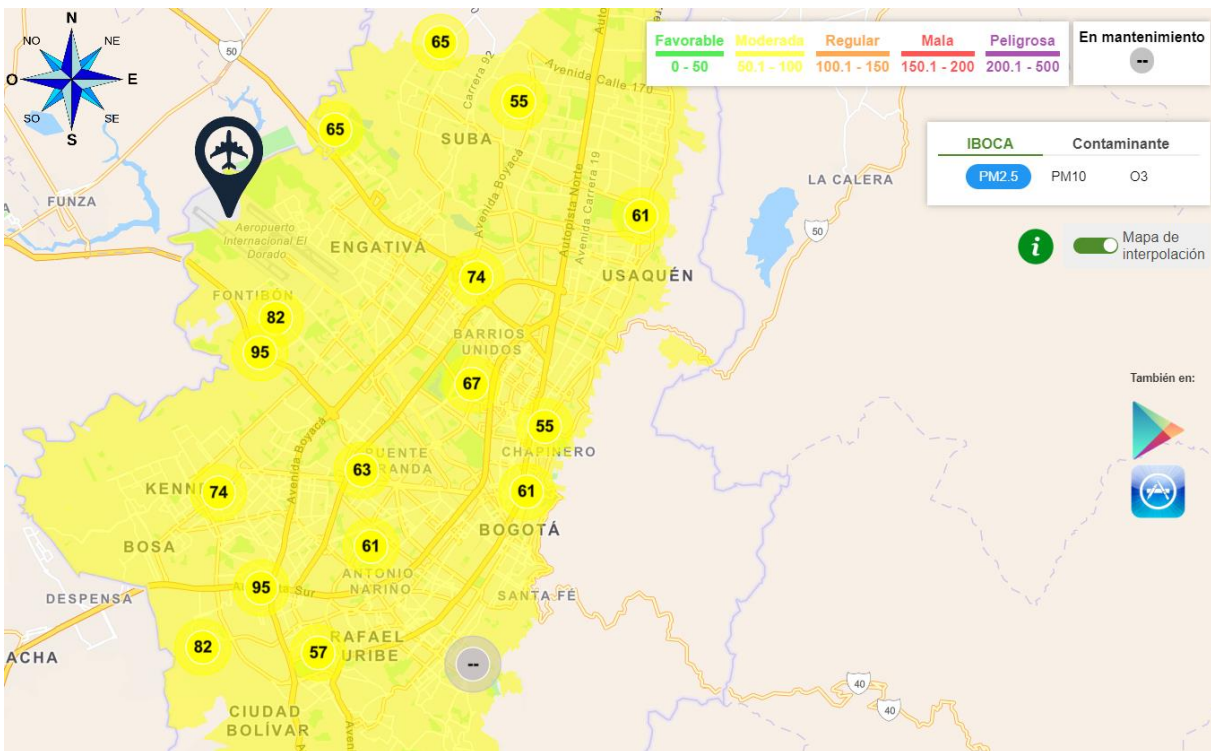 N
NO
NE
O
E
SO
SE
S
Favorable
0 - 50
Moderada
50.1 - 100
Regular
100.1 - 150
Mala
150.1 - 200
Peligrosa
200.1 - 500
En mantenimiento
--
IBOCA
Contaminante
PM2.5
PM10
O3
i
Mapa de
interpolación
También en:
50
65
Carrera 92
Avenida Calle 170
55
65
SUBA
Avenida Boyacá
Autopista Norte
Avenida Carrera 19
LA CALERA
FUNZA
61
50
Aeropuerto
Internacional El
Dorado
ENGATIVÁ
74
USAQUÉN
FONTIBÓN
82
BARRIOS
UNIDOS
95
67
Avenida Boyacá
55
PUENTE
ARANDA
CHAPINERO
63
KENN
74
61
BOGOTÁ
BOSA
61
ANTONIO
NARIÑO
95
Sur
DESPENSA
SANTA FÉ
82
57
RAFAEL
URIBE
--
ACHA
40
40
CIUDAD
BOLÍVAR